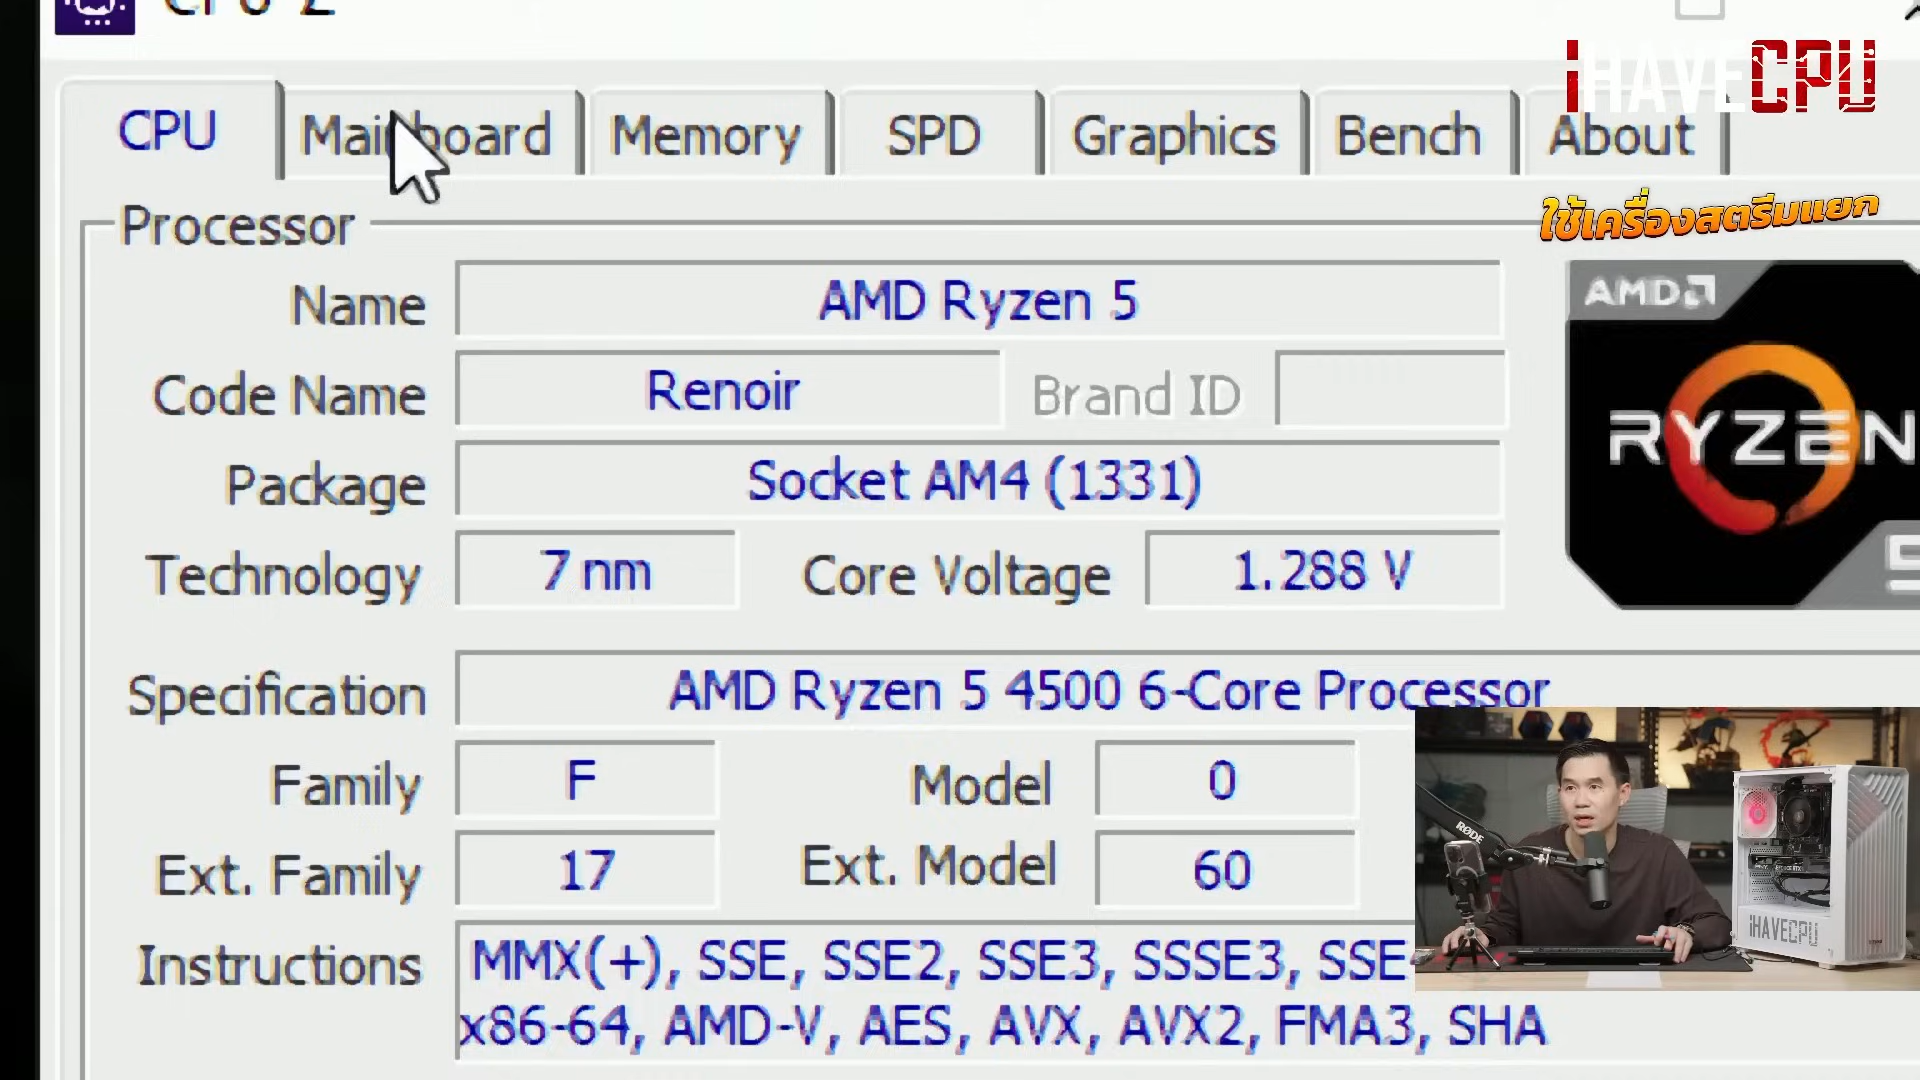 CPU-Z
iHAVECPU
CPU Mainboard Memory SPD Graphics Bench About
ใช้เครื่องสตรีมแยก
Processor
Name AMD Ryzen 5
AMD
RYZEN
5
Code Name Renoir Brand ID
Package Socket AM4 (1331)
Technology 7 nm Core Voltage 1.288 V
Specification AMD Ryzen 5 4500 6-Core Processor
Family F Model 0
Ext. Family 17 Ext. Model 60
Instructions MMX(+), SSE, SSE2, SSE3, SSSE3, SSE
x86-64, AMD-V, AES, AVX, AVX2, FMA3, SHA
RØDE
iHAVECPU